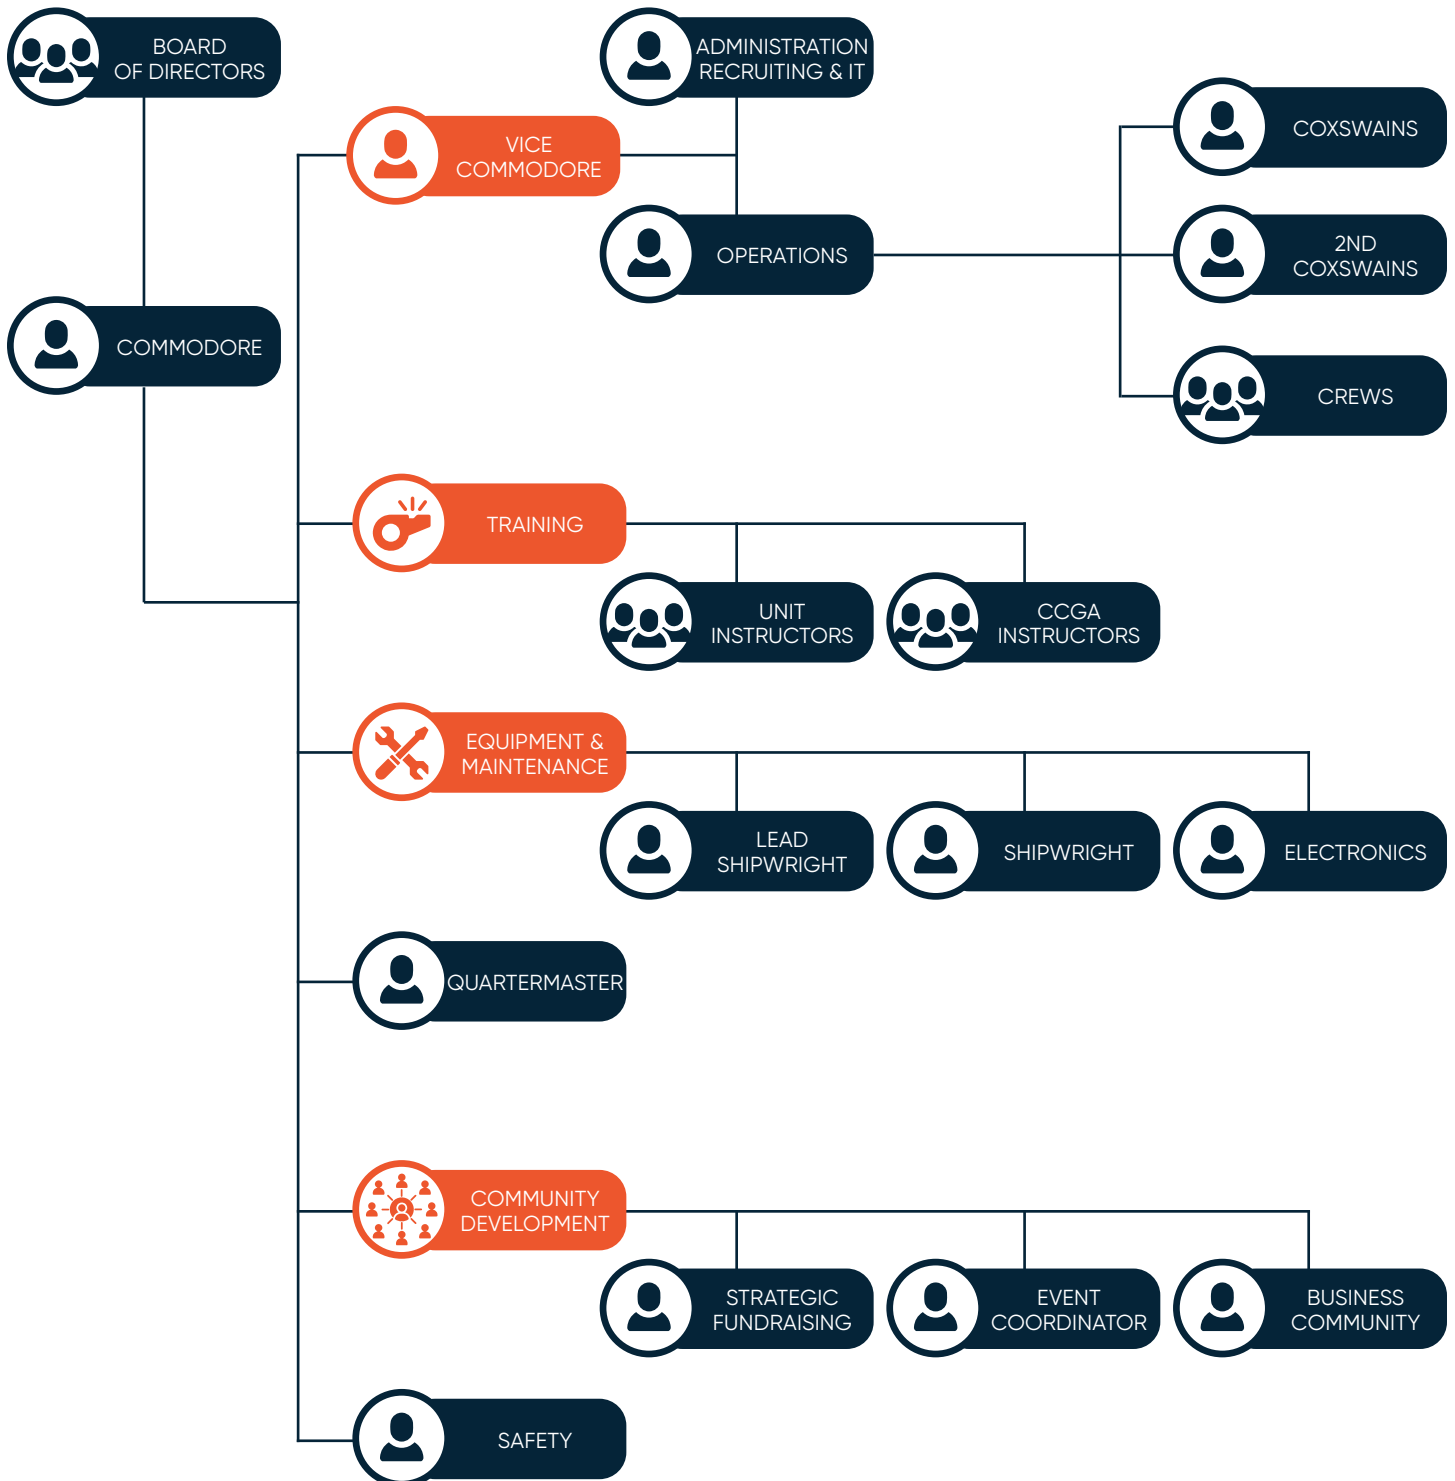 BOARD
OF DIRECTORS
ADMINISTRATION
RECRUITING & IT
VICE
COMMODORE
COXSWAINS
OPERATIONS
2ND
COXSWAINS
COMMODORE
CREWS
TRAINING
UNIT
INSTRUCTORS
CCGA
INSTRUCTORS
EQUIPMENT &
MAINTENANCE
LEAD
SHIPWRIGHT
SHIPWRIGHT
ELECTRONICS
QUARTERMASTER
COMMUNITY
DEVELOPMENT
STRATEGIC
FUNDRAISING
EVENT
COORDINATOR
BUSINESS
COMMUNITY
SAFETY